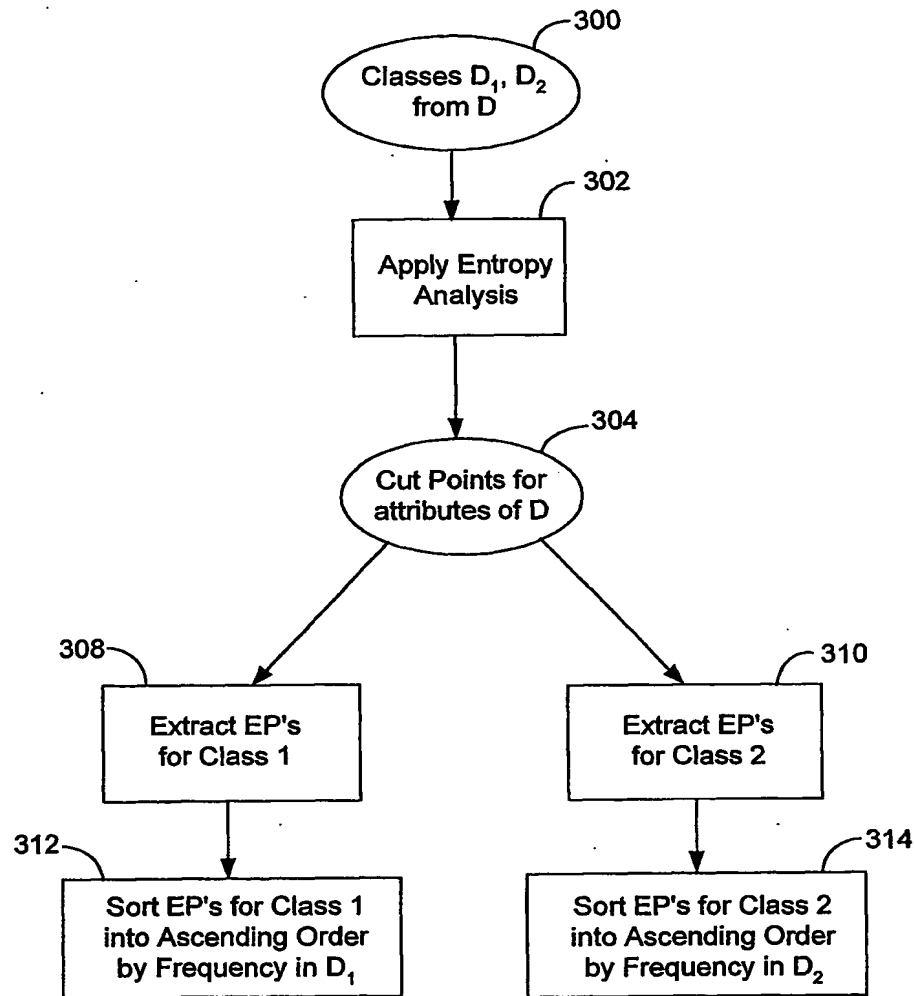 300
Classes D₁, D₂
from D
302
Apply Entropy
Analysis
304
Cut Points for
attributes of D
308
Extract EP's
for Class 1
310
Extract EP's
for Class 2
312
Sort EP's for Class 1
into Ascending Order
by Frequency in D₁
314
Sort EP's for Class 2
into Ascending Order
by Frequency in D₂